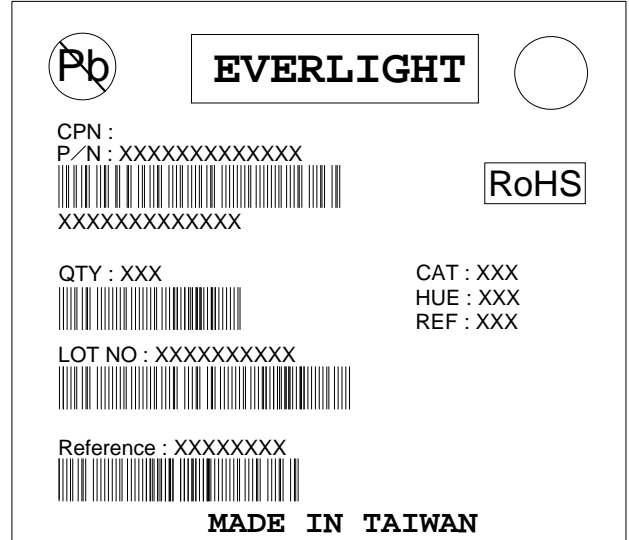 Pb
EVERLIGHT
CPN :
P/N : XXXXXXXXXXXXX
RoHS
XXXXXXXXXXXXX
QTY : XXX
CAT : XXX
HUE : XXX
REF : XXX
LOT NO : XXXXXXXXXX
Reference : XXXXXXXX
MADE IN TAIWAN